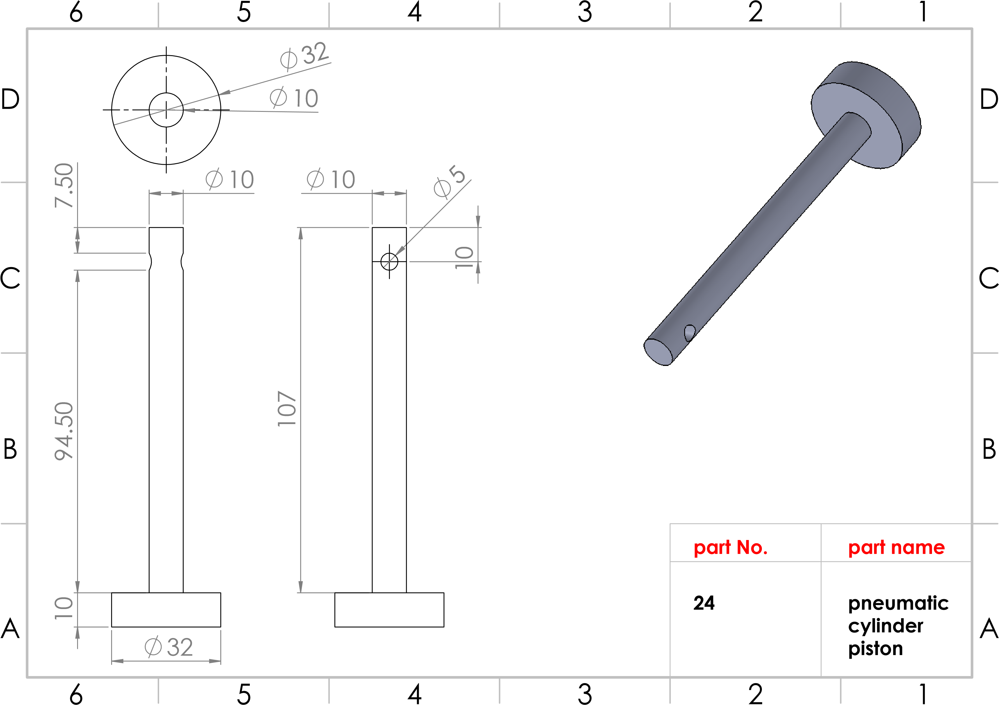 6 5 4 3 2 1
D D
⌀32
⌀10
7.50
⌀10 ⌀10 ⌀5
10
C C
107
94.50
B B
part No. part name
24 pneumatic
cylinder
piston
10
A A
⌀32
6 5 4 3 2 1